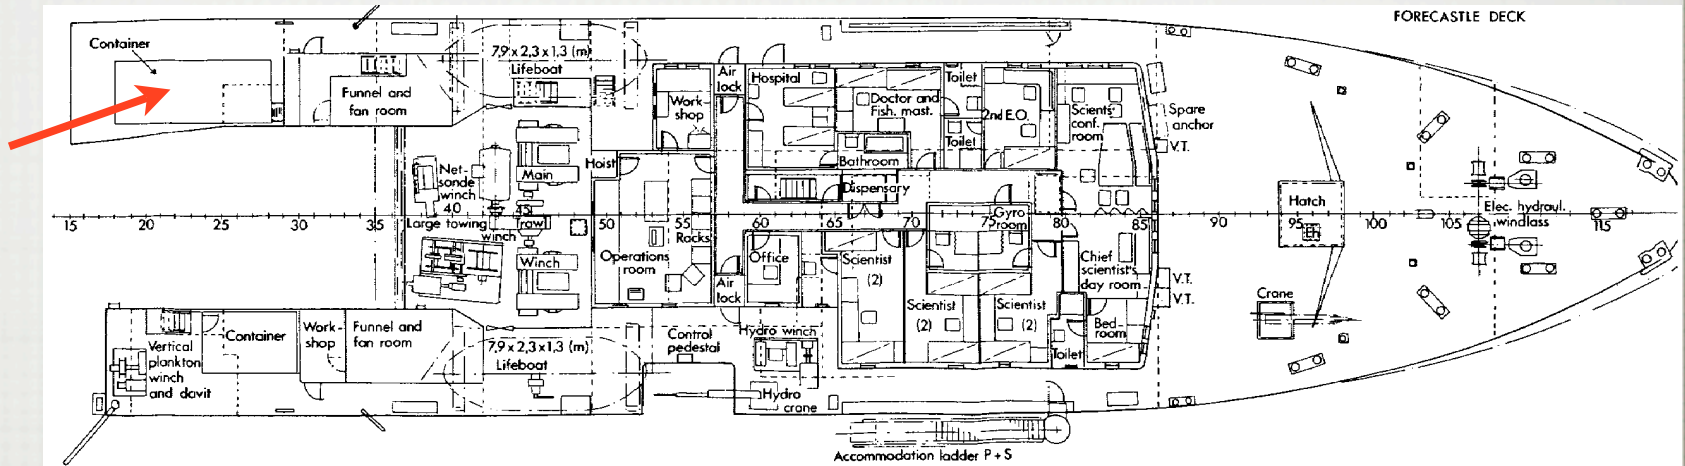 FORECASTLE DECK
Container
7,9 x 2,3 x 1,3 (m)
Lifeboat
Funnel and
fan room
Air
lock
Hospital
Work-
shop
Doctor and
Fish. mast.
Toilet
2nd E.O.
Scients'
conf.
room
Spare
anchor
V.T.
Toilet
Bathroom
Hoist
Net-
sonde
winch
Main
Dispensary
Hatch
Elec. hydraul.
windlass
15
20
25
30
35
40
45
50
55
60
65
70
75
80
85
90
95
100
105
115
Large towing
winch
Trawl
Winch
Racks
Operations
room
Office
Gyro
room
Scientist
(2)
Scientist
(2)
Scientist
(2)
Chief
scientist's
day room
V.T.
V.T.
Air
lock
Crane
Bed-
room
Toilet
Container
Work-
shop
Funnel and
fan room
Vertical
plankton
winch
and davit
7,9 x 2,3 x 1,3 (m)
Lifeboat
Control
pedestal
Hydro winch
Hydro
crane
Accommodation ladder P + S